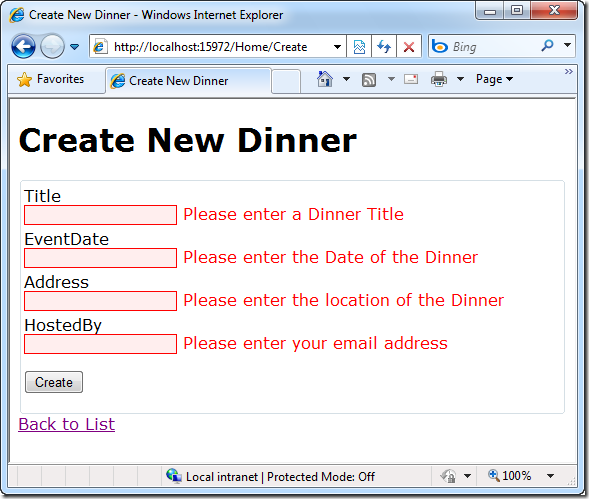 Create New Dinner - Windows Internet Explorer
http://localhost:15972/Home/Create
Bing
Favorites
Create New Dinner
Page
Create New Dinner
Title
Please enter a Dinner Title
EventDate
Please enter the Date of the Dinner
Address
Please enter the location of the Dinner
HostedBy
Please enter your email address
Create
Back to List
Local intranet | Protected Mode: Off
100%